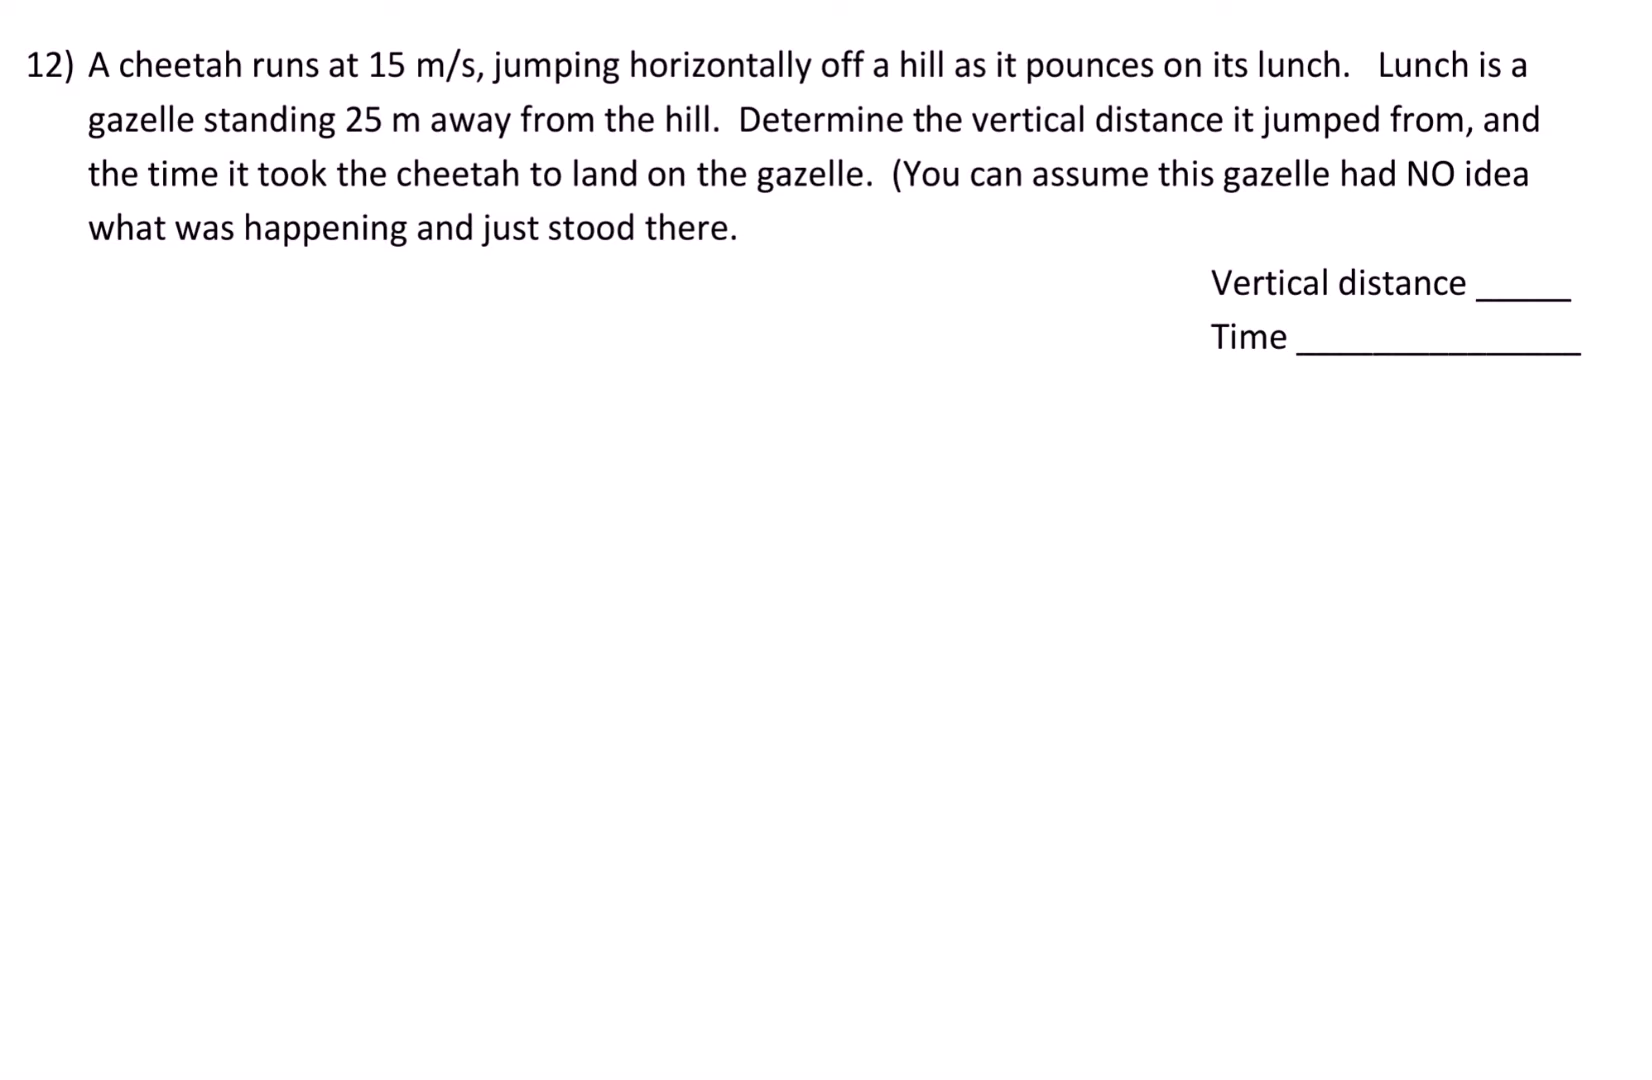 12) A cheetah runs at 15 m/s, jumping horizontally off a hill as it pounces on its lunch.   Lunch is a
gazelle standing 25 m away from the hill.  Determine the vertical distance it jumped from, and
the time it took the cheetah to land on the gazelle.  (You can assume this gazelle had NO idea
what was happening and just stood there.
Vertical distance _____
Time _______________